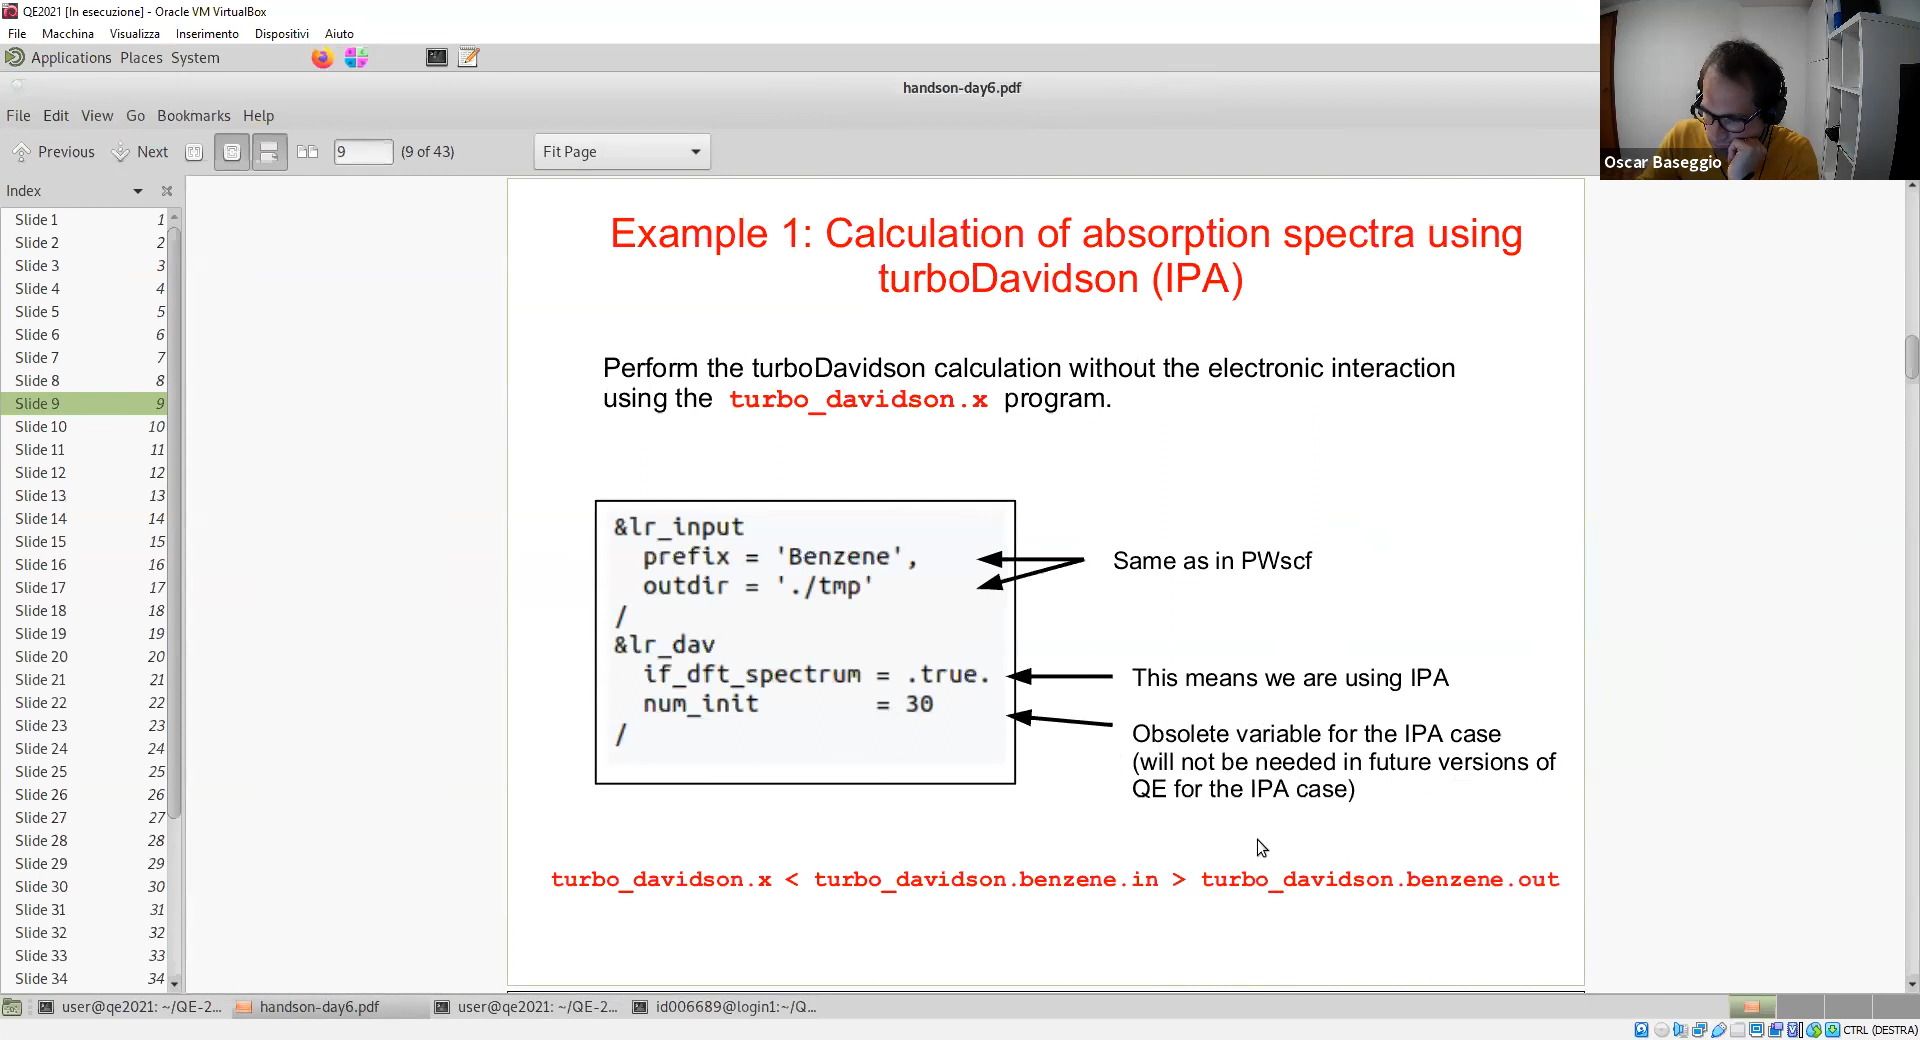 QE2021 [In esecuzione] - Oracle VM VirtualBox
File Macchina Visualizza Inserimento Dispositivi Aiuto
Applications Places System
handson-day6.pdf
File Edit View Go Bookmarks Help
Previous Next 9 (9 of 43) Fit Page
Oscar Baseggio
Index
Slide 1 1
Slide 2 2
Slide 3 3
Slide 4 4
Slide 5 5
Slide 6 6
Slide 7 7
Slide 8 8
Slide 9 9
Slide 10 10
Slide 11 11
Slide 12 12
Slide 13 13
Slide 14 14
Slide 15 15
Slide 16 16
Slide 17 17
Slide 18 18
Slide 19 19
Slide 20 20
Slide 21 21
Slide 22 22
Slide 23 23
Slide 24 24
Slide 25 25
Slide 26 26
Slide 27 27
Slide 28 28
Slide 29 29
Slide 30 30
Slide 31 31
Slide 32 32
Slide 33 33
Slide 34 34
Example 1: Calculation of absorption spectra using
turboDavidson (IPA)
Perform the turboDavidson calculation without the electronic interaction
using the turbo_davidson.x program.
&lr_input
prefix = 'Benzene',
outdir = './tmp'
/
&lr_dav
if_dft_spectrum = .true.
num_init = 30
/
Same as in PWscf
This means we are using IPA
Obsolete variable for the IPA case
(will not be needed in future versions of
QE for the IPA case)
turbo_davidson.x < turbo_davidson.benzene.in > turbo_davidson.benzene.out
user@qe2021: ~/QE-2... handson-day6.pdf user@qe2021: ~/QE-2... id006689@login1:~/Q...
CTRL (DESTRA)